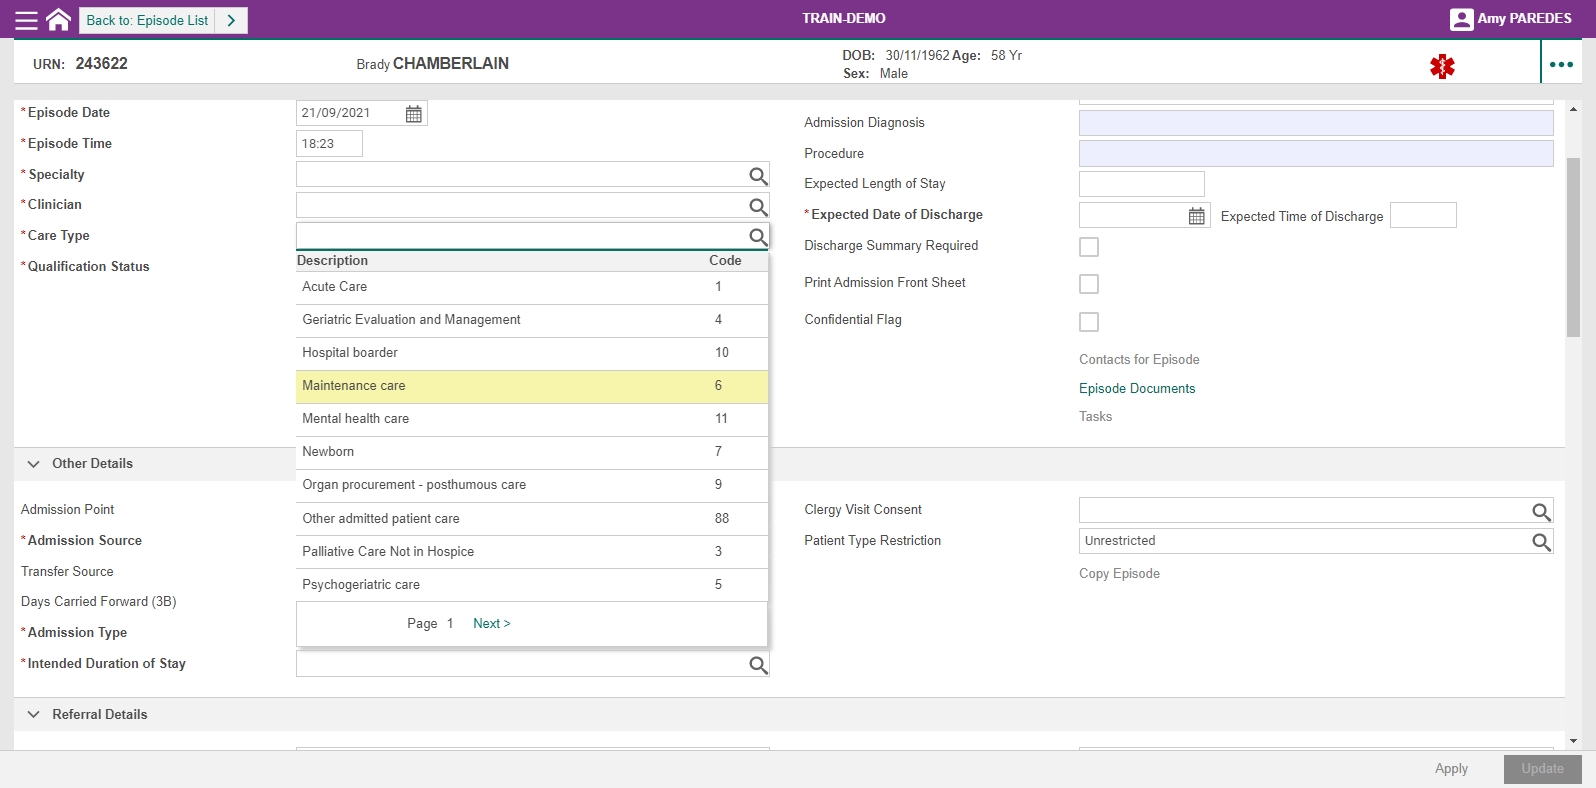 Back to: Episode List
TRAIN-DEMO
Amy PAREDES
URN: 243622
Brady CHAMBERLAIN
DOB: 30/11/1962 Age: 58 Yr
Sex: Male
*Episode Date 21/09/2021
*Episode Time 18:23
*Specialty
*Clinician
*Care Type
*Qualification Status
Description Code
Acute Care 1
Geriatric Evaluation and Management 4
Hospital boarder 10
Maintenance care 6
Mental health care 11
Newborn 7
Organ procurement - posthumous care 9
Other admitted patient care 88
Palliative Care Not in Hospice 3
Psychogeriatric care 5
Page 1 Next >
Admission Diagnosis
Procedure
Expected Length of Stay
*Expected Date of Discharge Expected Time of Discharge
Discharge Summary Required
Print Admission Front Sheet
Confidential Flag
Contacts for Episode
Episode Documents
Tasks
Other Details
Admission Point
*Admission Source
Transfer Source
Days Carried Forward (3B)
*Admission Type
*Intended Duration of Stay
Clergy Visit Consent
Patient Type Restriction Unrestricted
Copy Episode
Referral Details
Apply
Update